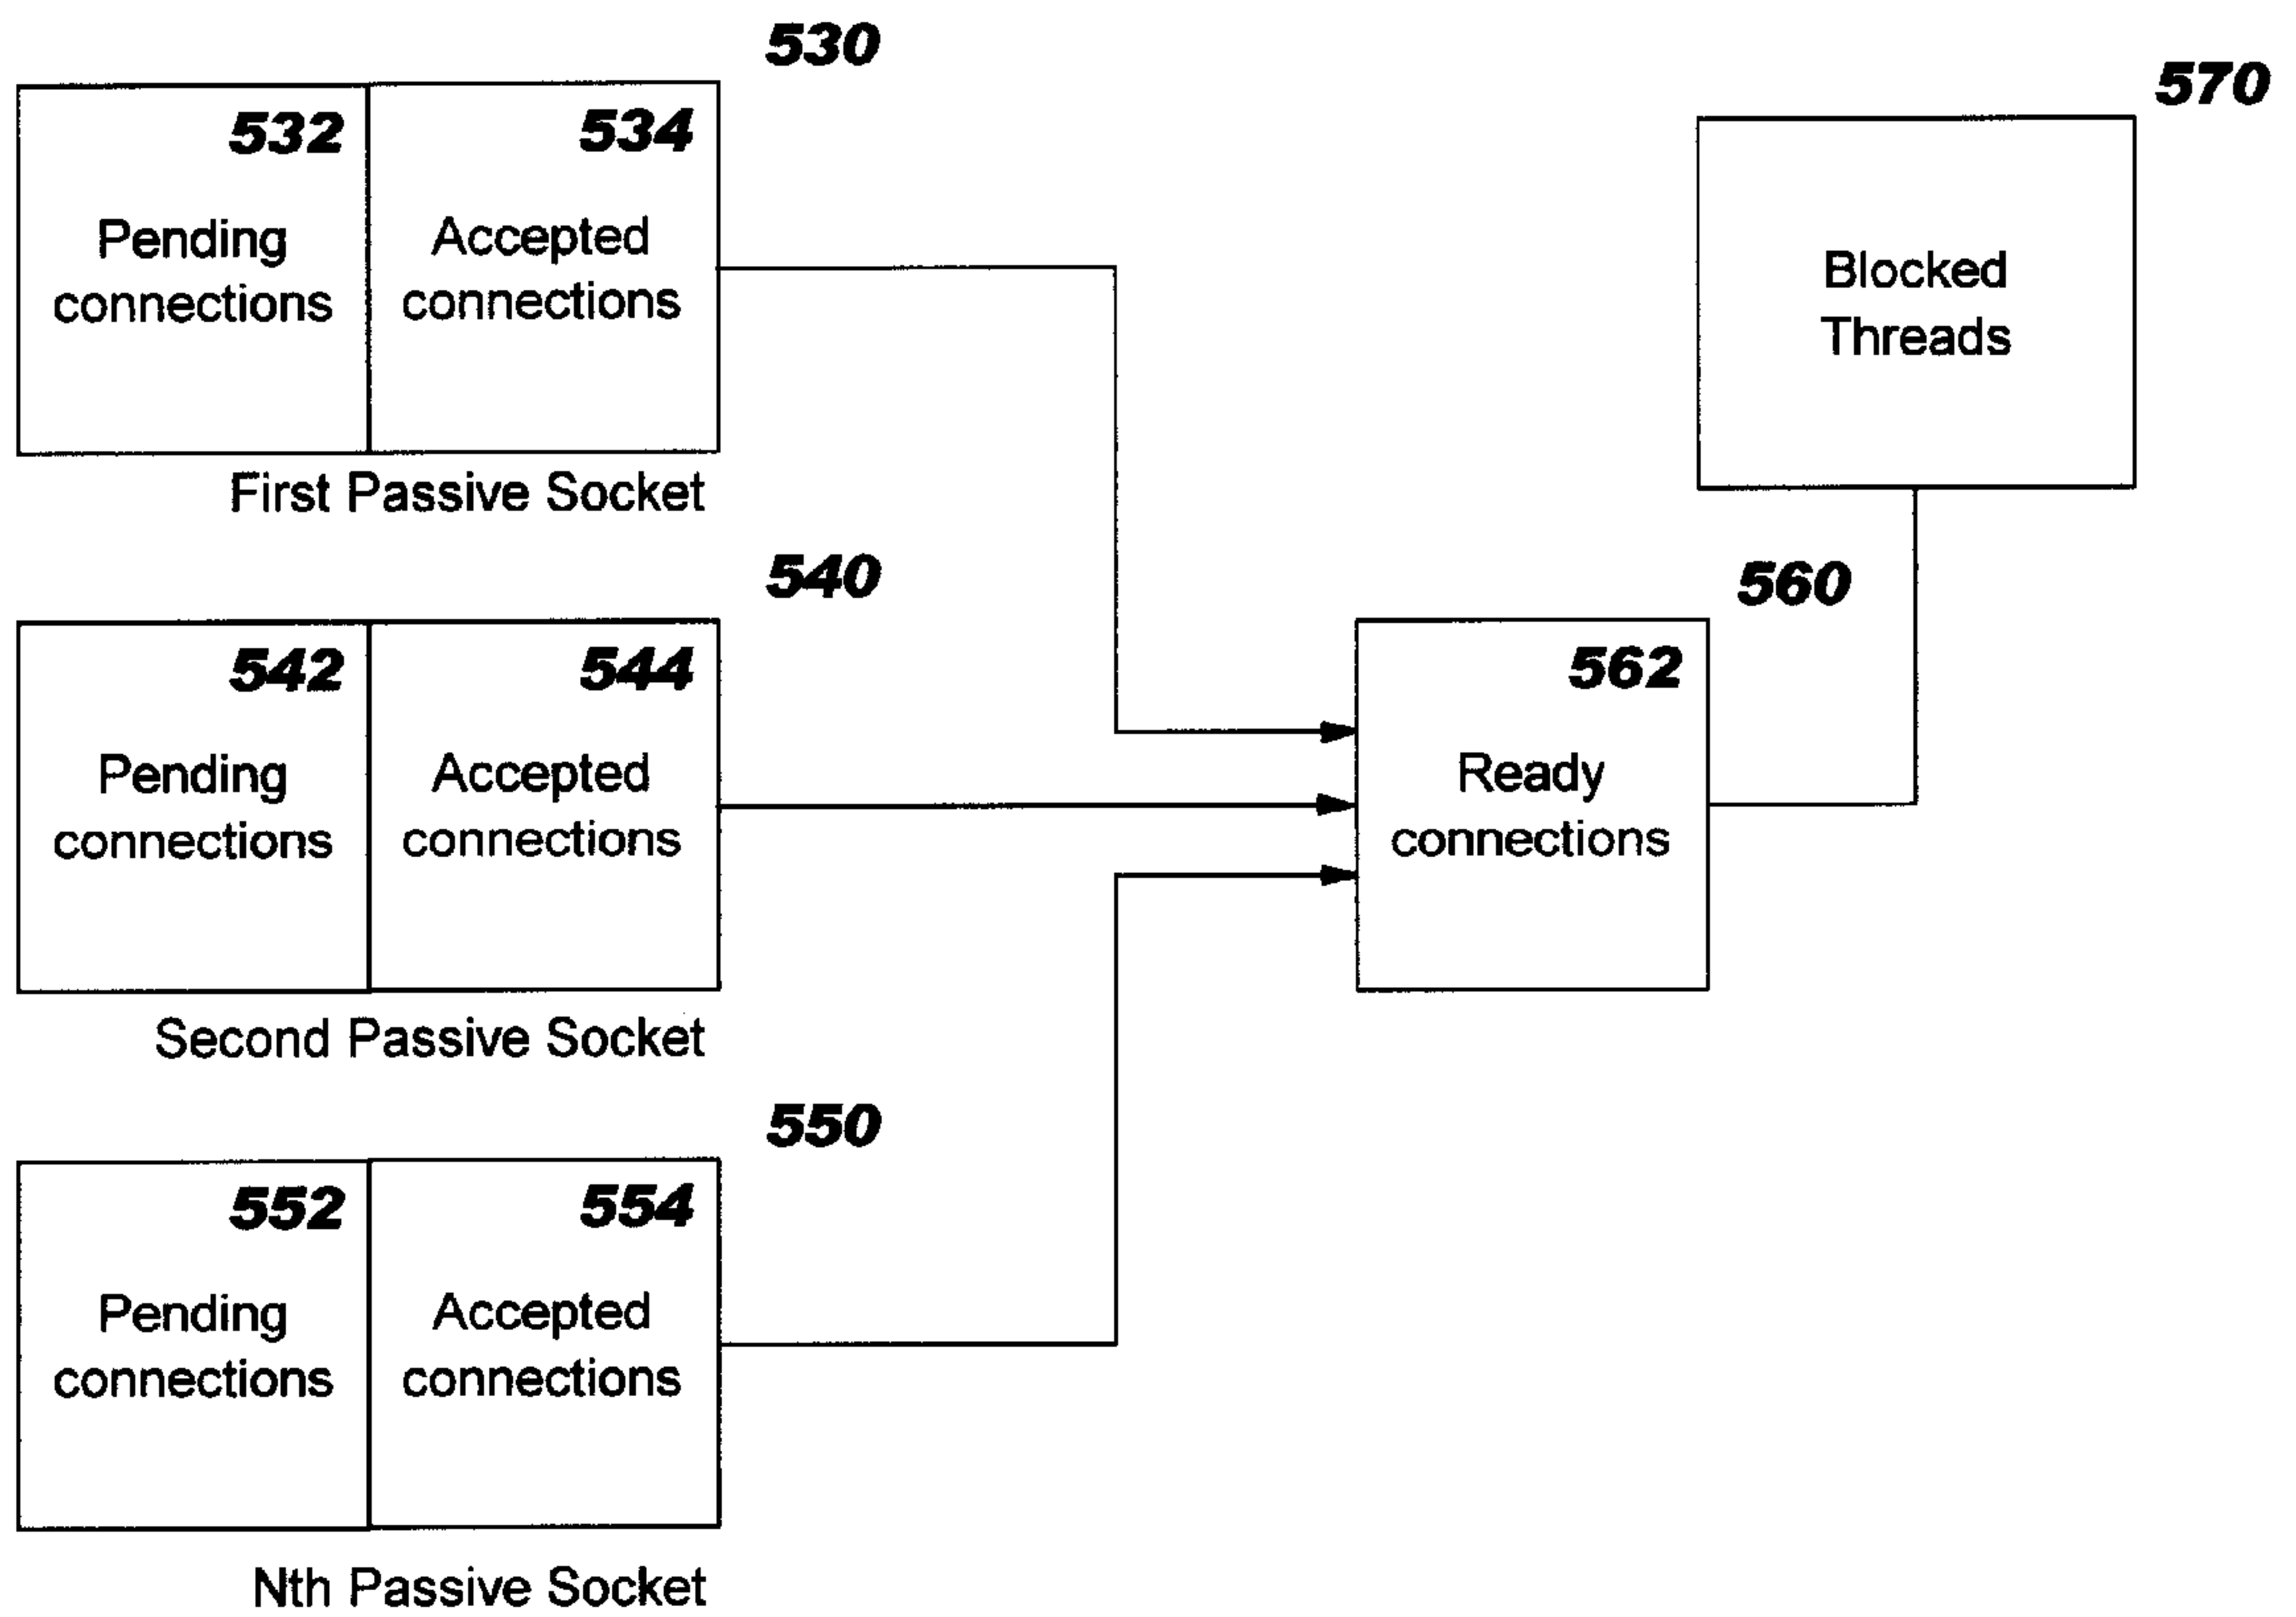 530
532
534
Pending
connections
Accepted
connections
First Passive Socket
570
Blocked
Threads
540
542
544
Pending
connections
Accepted
connections
Second Passive Socket
560
562
Ready
connections
550
552
554
Pending
connections
Accepted
connections
Nth Passive Socket